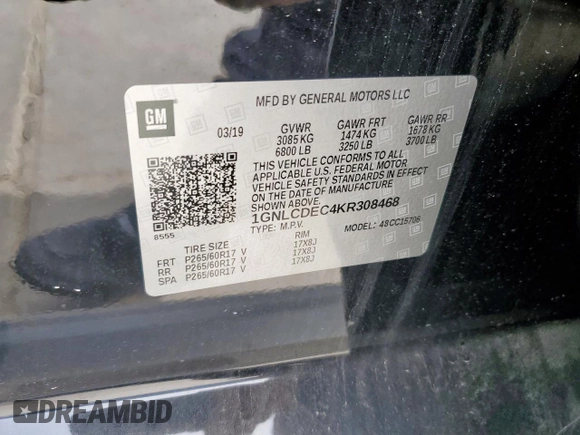 MFD BY GENERAL MOTORS LLC
GM
03/19 GVWR GAWR FRT GAWR RR
3085 KG 1474 KG 1678 KG
6800 LB 3250 LB 3700 LB
THIS VEHICLE CONFORMS TO ALL
APPLICABLE U.S. FEDERAL MOTOR
VEHICLE SAFETY STANDARDS IN EFFECT
ON THE DATE OF MANUFACTURE
SHOWN ABOVE.
1GNLCDEC4KR308468
8555 TYPE: M.P.V. MODEL: 48CC15706
TIRE SIZE RIM
FRT P265/60R17 V 17X8J
RR P265/60R17 V 17X8J
SPA P265/60R17 V 17X8J
DREAMBID